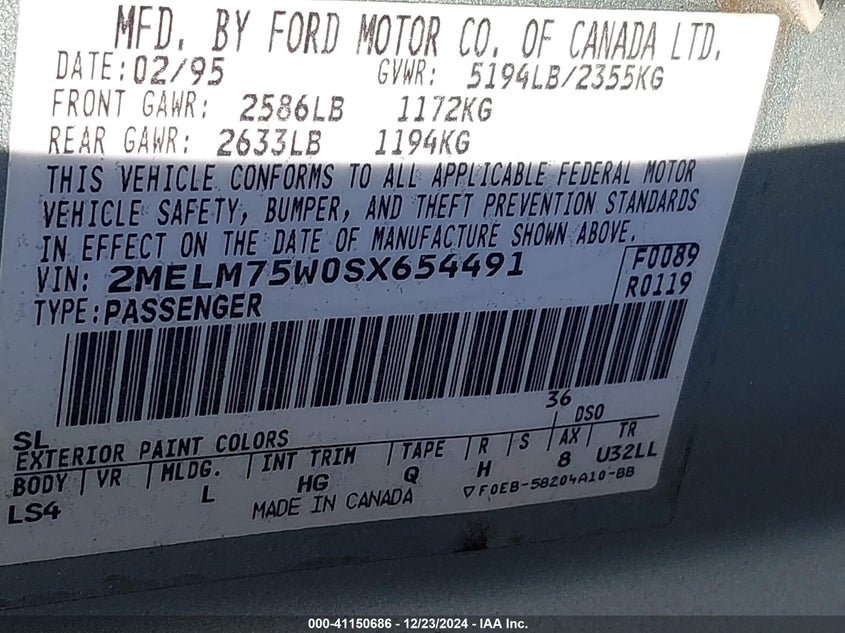 MFD. BY FORD MOTOR CO. OF CANADA LTD.
DATE: 02/95 GVWR: 5194LB/2355KG
FRONT GAWR: 2586LB 1172KG
REAR GAWR: 2633LB 1194KG
THIS VEHICLE CONFORMS TO ALL APPLICABLE FEDERAL MOTOR
VEHICLE SAFETY, BUMPER, AND THEFT PREVENTION STANDARDS
IN EFFECT ON THE DATE OF MANUFACTURE SHOWN ABOVE.
VIN: 2MELM75W0SX654491 F0089
TYPE: PASSENGER R0119
36
SL DSO
EXTERIOR PAINT COLORS
BODY VR MLDG. INT TRIM TAPE R S AX TR
LS4 L HG Q H 8 U32LL
MADE IN CANADA ▽F0EB-58204A10-BB
000-41150686 - 12/23/2024 - IAA Inc.